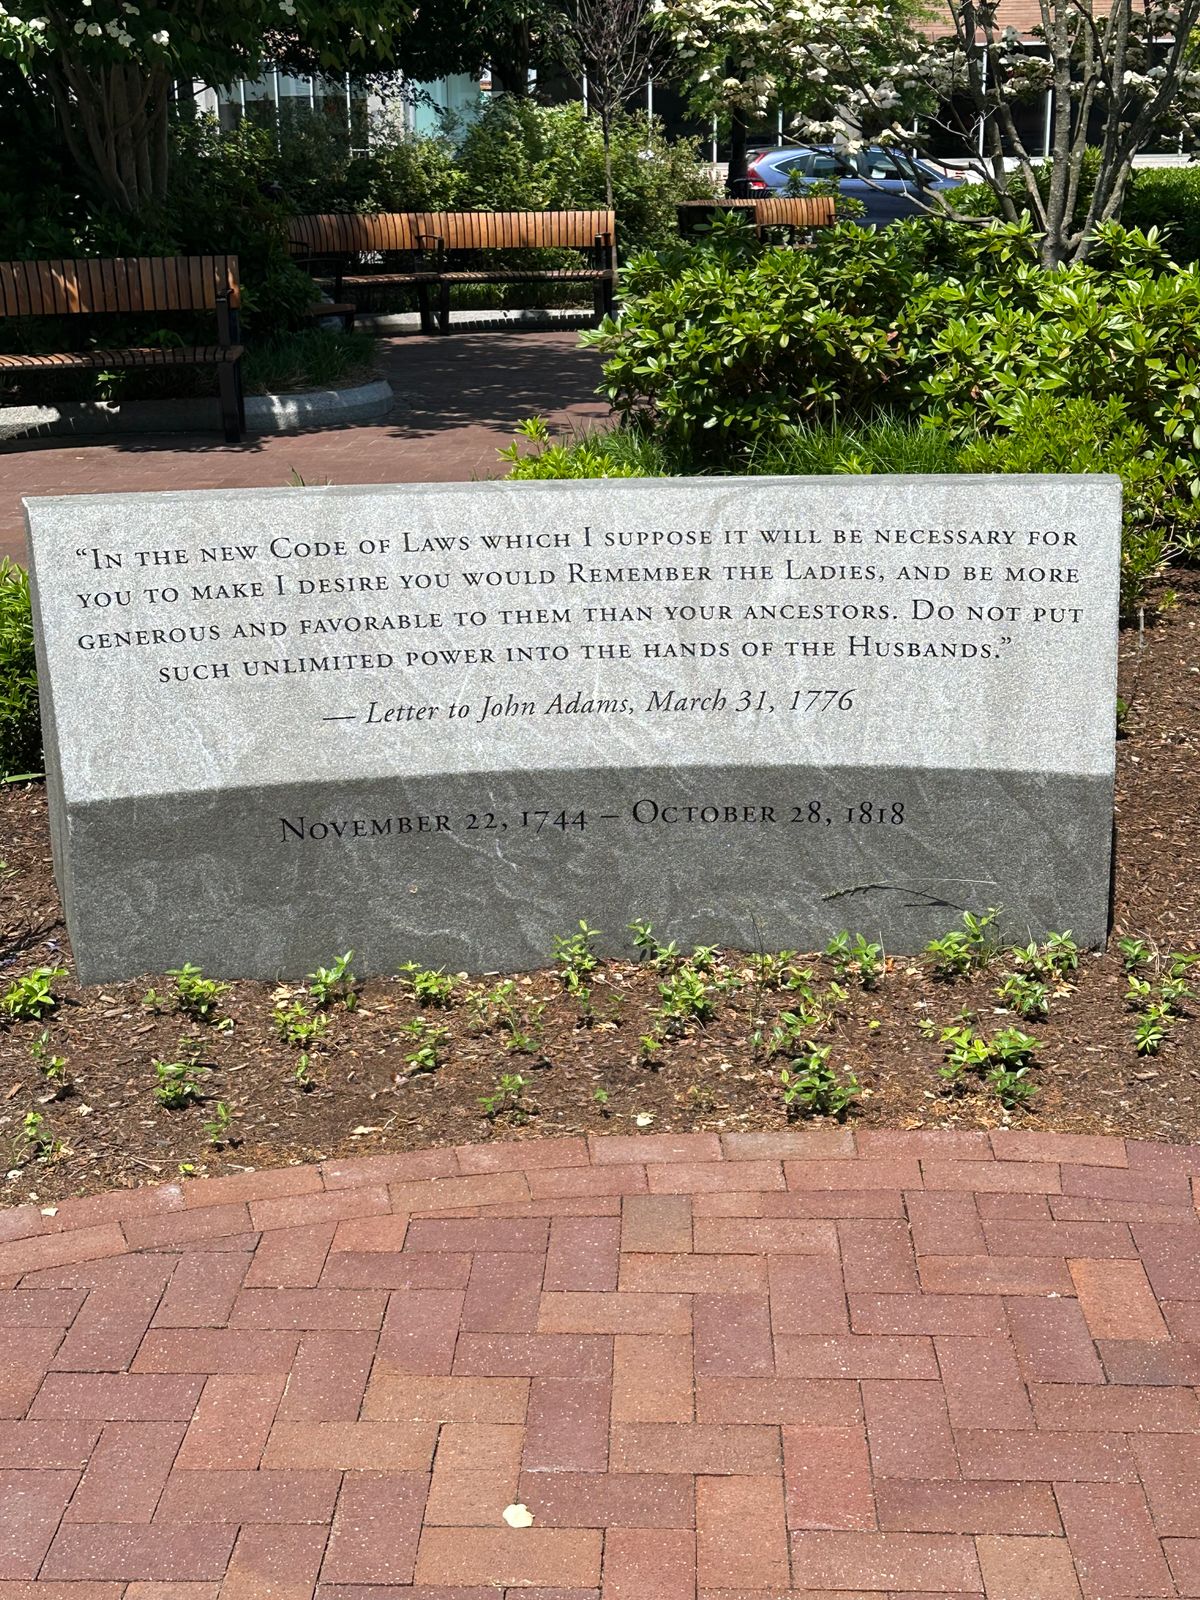 “In the new Code of Laws which I suppose it will be necessary for
you to make I desire you would Remember the Ladies, and be more
generous and favorable to them than your ancestors. Do not put
such unlimited power into the hands of the Husbands.”
— Letter to John Adams, March 31, 1776
November 22, 1744 – October 28, 1818